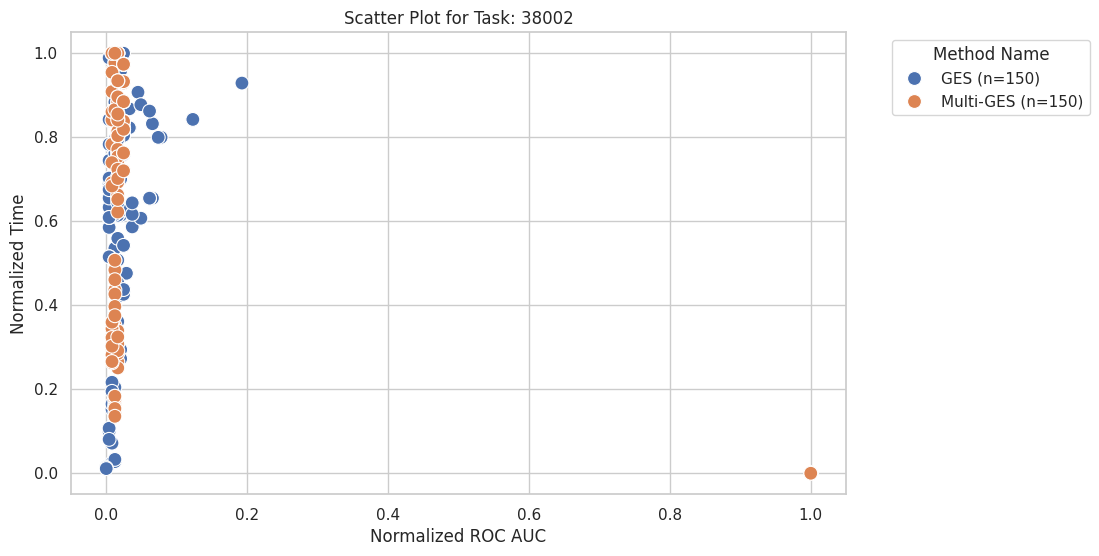 Scatter Plot for Task: 38002
Method Name
GES (n=150)
Multi-GES (n=150)
Normalized Time
1.0
0.8
0.6
0.4
0.2
0.0
0.0 0.2 0.4 0.6 0.8 1.0
Normalized ROC AUC